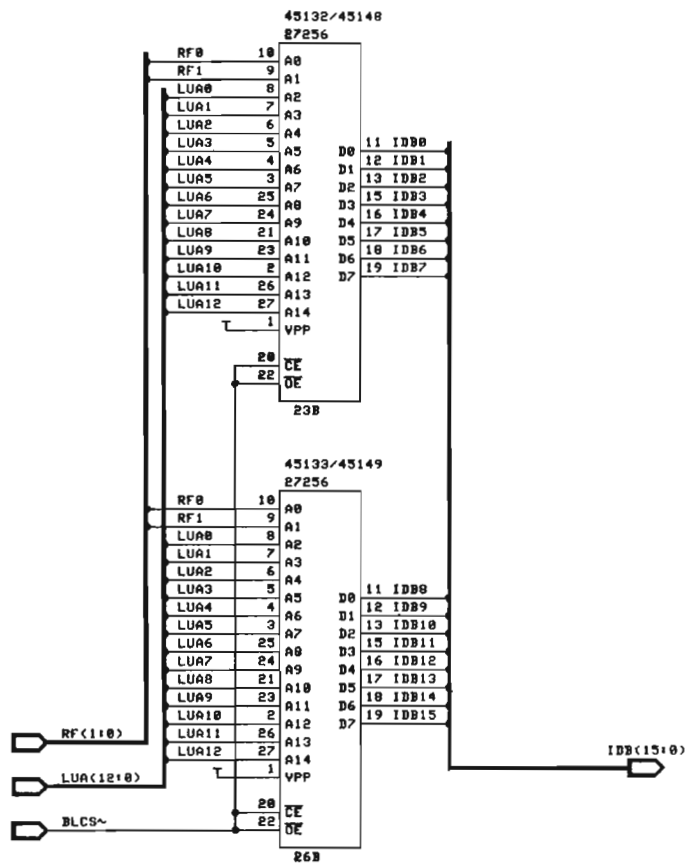 45132/45148
27256
RF0 10 A0
RF1 9 A1
LUA0 8 A2
LUA1 7 A3
LUA2 6 A4
LUA3 5 A5 D0 11 IDB0
LUA4 4 A6 D1 12 IDB1
LUA5 3 A7 D2 13 IDB2
LUA6 25 A8 D3 15 IDB3
LUA7 24 A9 D4 16 IDB4
LUA8 21 A10 D5 17 IDB5
LUA9 23 A11 D6 18 IDB6
LUA10 2 A12 D7 19 IDB7
LUA11 26 A13
LUA12 27 A14
1 VPP
20 CE
22 OE
23B
45133/45149
27256
RF0 10 A0
RF1 9 A1
LUA0 8 A2
LUA1 7 A3
LUA2 6 A4
LUA3 5 A5 D0 11 IDB8
LUA4 4 A6 D1 12 IDB9
LUA5 3 A7 D2 13 IDB10
LUA6 25 A8 D3 15 IDB11
LUA7 24 A9 D4 16 IDB12
LUA8 21 A10 D5 17 IDB13
LUA9 23 A11 D6 18 IDB14
LUA10 2 A12 D7 19 IDB15
LUA11 26 A13
LUA12 27 A14
1 VPP
20 CE
22 OE
26B
RF(1:0)
LUA(12:0)
BLCS~
IDB(15:0)